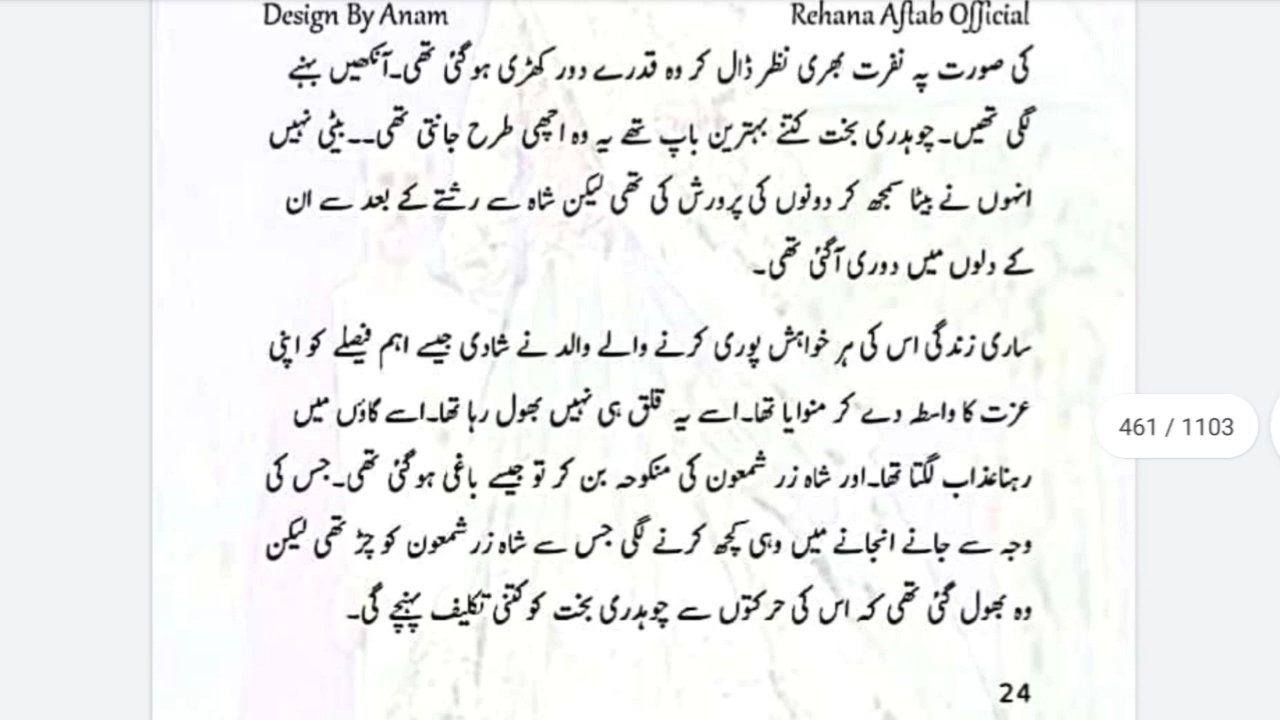 Design By Anam Rehana Aftab Official
کی صورت پہ نفرت بھری نظر ڈال کر وہ قدرے دور کھڑی ہوگئی تھی۔آنکھیں بہنے
لگی تھیں۔چوہدری بخت کتنے بہترین باپ تھے یہ وہ اچھی طرح جانتی تھی۔۔بیٹی نہیں
انہوں نے بیٹا سمجھ کر دونوں کی پرورش کی تھی لیکن شاہ سے رشتے کے بعد سے ان
کے دلوں میں دوری آگئی تھی۔
ساری زندگی اس کی ہر خواہش پوری کرنے والے والد نے شادی جیسے اہم فیصلے کو اپنی
عزت کا واسطہ دے کر منوایا تھا۔اسے یہ قلق ہی نہیں بھول رہا تھا۔اسے گاؤں میں
رہناعذاب لگتا تھا۔اور شاہ زر شمعون کی منکوحہ بن کر تو جیسے باغی ہوگئی تھی۔جس کی
وجہ سے جانے انجانے میں وہی کچھ کرنے لگی جس سے شاہ زر شمعون کو چڑ تھی لیکن
وہ بھول گئی تھی کہ اس کی حرکتوں سے چوہدری بخت کو کتنی تکلیف پہنچے گی۔
461 / 1103
24